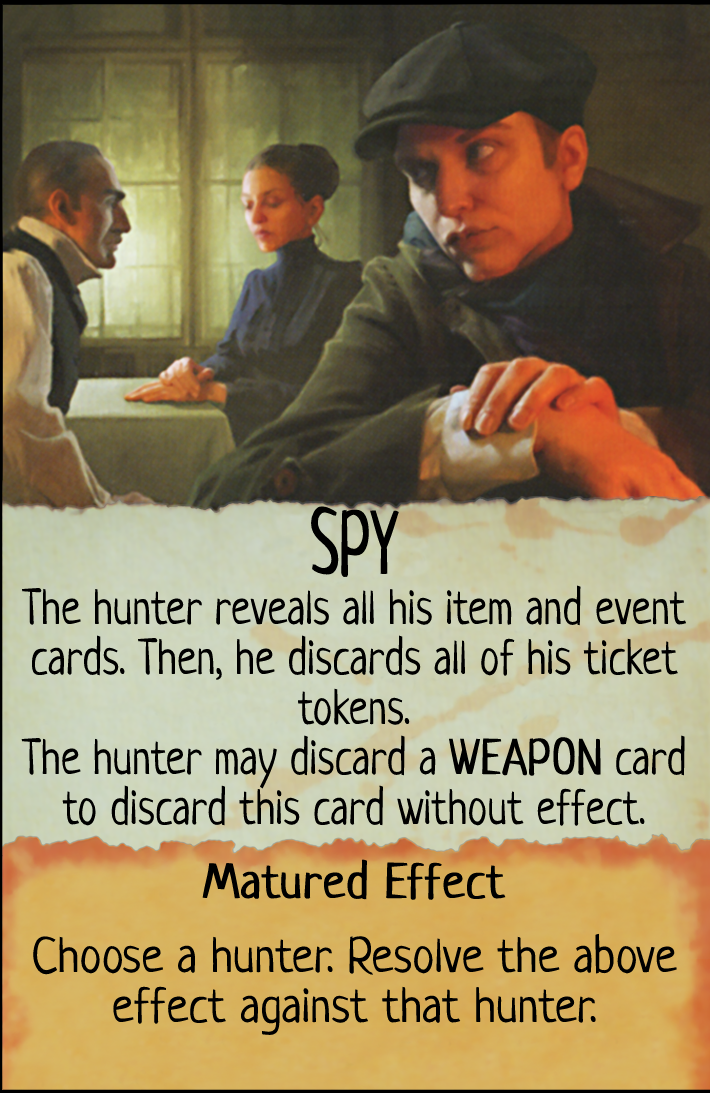 SPY
The hunter reveals all his item and event
cards. Then, he discards all of his ticket
tokens.
The hunter may discard a WEAPON card
to discard this card without effect.
Matured Effect
Choose a hunter. Resolve the above
effect against that hunter.